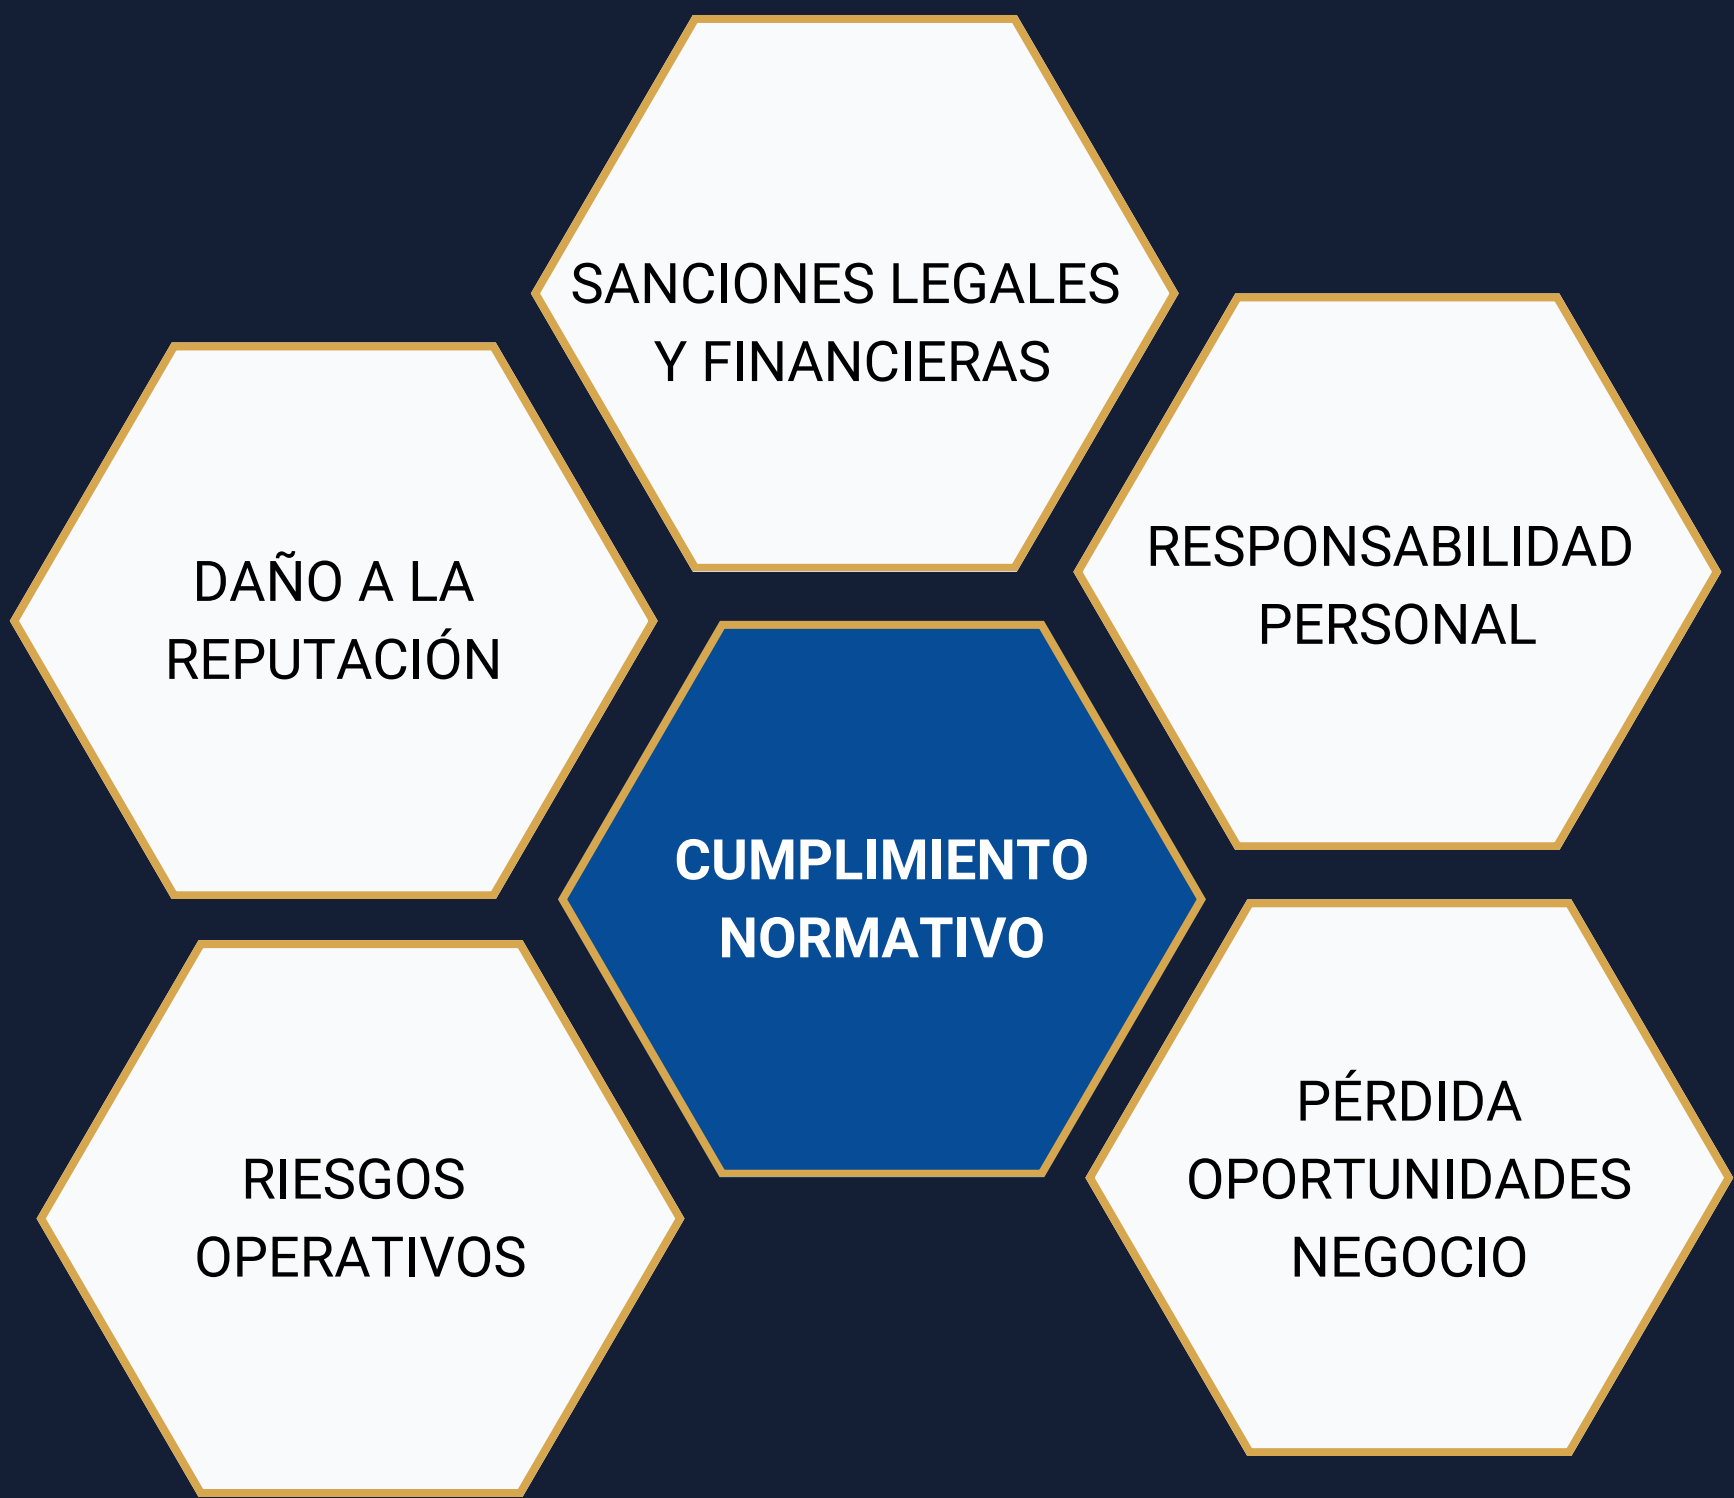 SANCIONES LEGALES
Y FINANCIERAS
RESPONSABILIDAD
PERSONAL
DAÑO A LA
REPUTACIÓN
CUMPLIMIENTO
NORMATIVO
PÉRDIDA
OPORTUNIDADES
NEGOCIO
RIESGOS
OPERATIVOS